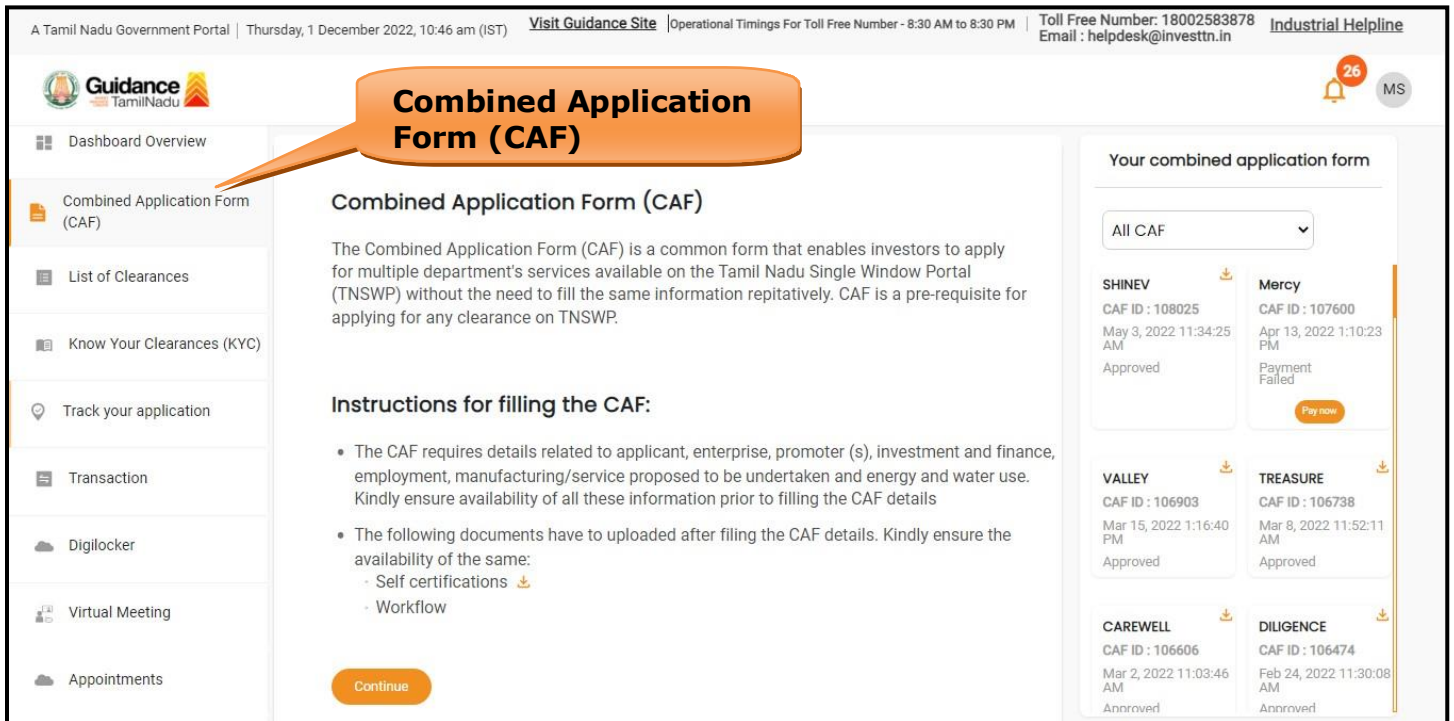 A Tamil Nadu Government Portal | Thursday, 1 December 2022, 10:46 am (IST)
Visit Guidance Site
Operational Timings For Toll Free Number - 8:30 AM to 8:30 PM
Toll Free Number: 18002583878
Email : helpdesk@investtn.in
Industrial Helpline
Guidance
TamilNadu
26
MS
Combined Application
Form (CAF)
Dashboard Overview
Combined Application Form
(CAF)
List of Clearances
Know Your Clearances (KYC)
Track your application
Transaction
Digilocker
Virtual Meeting
Appointments
Combined Application Form (CAF)
The Combined Application Form (CAF) is a common form that enables investors to apply
for multiple department's services available on the Tamil Nadu Single Window Portal
(TNSWP) without the need to fill the same information repitatively. CAF is a pre-requisite for
applying for any clearance on TNSWP.
Instructions for filling the CAF:
• The CAF requires details related to applicant, enterprise, promoter (s), investment and finance,
employment, manufacturing/service proposed to be undertaken and energy and water use.
Kindly ensure availability of all these information prior to filling the CAF details
• The following documents have to uploaded after filing the CAF details. Kindly ensure the
availability of the same:
· Self certifications
· Workflow
Continue
Your combined application form
All CAF
SHINEV
CAF ID : 108025
May 3, 2022 11:34:25
AM
Approved
Mercy
CAF ID : 107600
Apr 13, 2022 1:10:23
PM
Payment
Failed
Pay now
VALLEY
CAF ID : 106903
Mar 15, 2022 1:16:40
PM
Approved
TREASURE
CAF ID : 106738
Mar 8, 2022 11:52:11
AM
Approved
CAREWELL
CAF ID : 106606
Mar 2, 2022 11:03:46
AM
Approved
DILIGENCE
CAF ID : 106474
Feb 24, 2022 11:30:08
AM
Approved